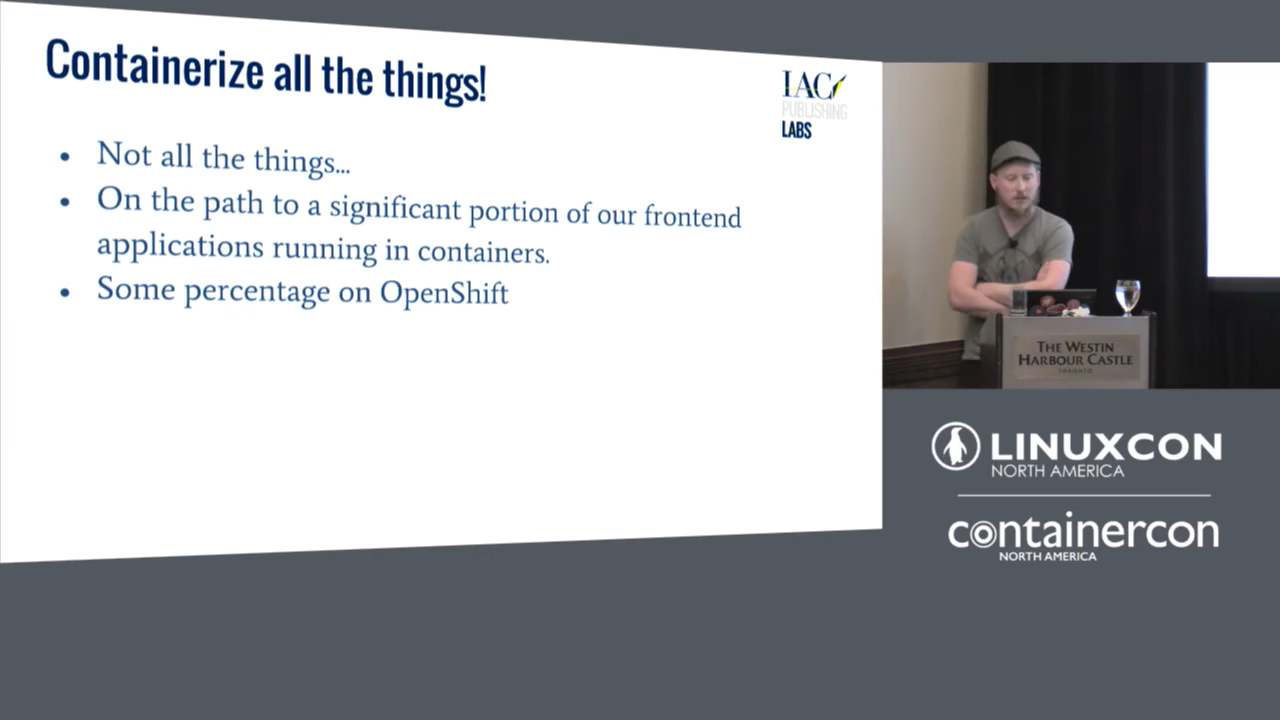 Containerize all the things!
IAC
PUBLISHING
LABS
• Not all the things...
• On the path to a significant portion of our frontend
applications running in containers.
• Some percentage on OpenShift
THE WESTIN
HARBOUR CASTLE
TORONTO
LINUXCON
NORTH AMERICA
containercon
NORTH AMERICA